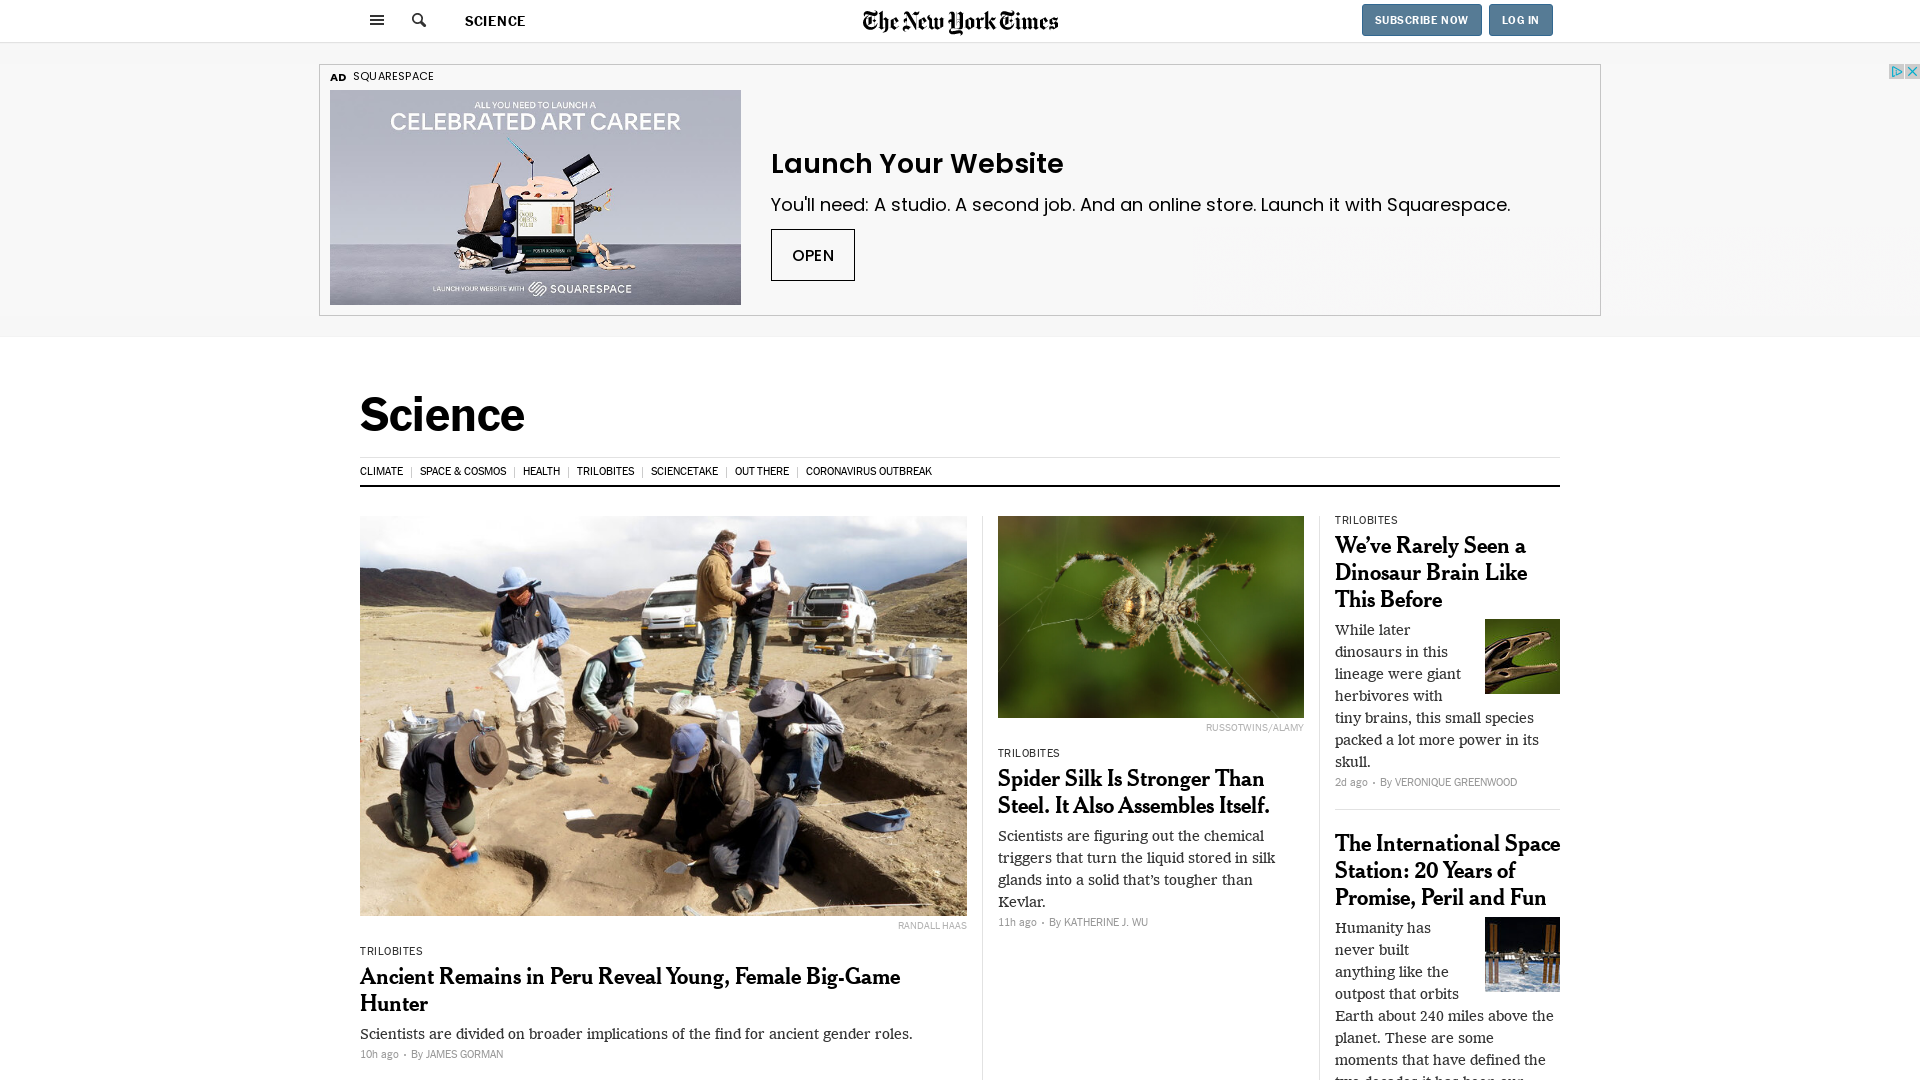 SCIENCE
The New York Times
SUBSCRIBE NOW
LOG IN
AD SQUARESPACE
ALL YOU NEED TO LAUNCH A
CELEBRATED ART CAREER
LAUNCH YOUR WEBSITE WITH SQUARESPACE
Launch Your Website
You'll need: A studio. A second job. And an online store. Launch it with Squarespace.
OPEN
Science
CLIMATE
SPACE & COSMOS
HEALTH
TRILOBITES
SCIENCETAKE
OUT THERE
CORONAVIRUS OUTBREAK
RANDALL HAAS
TRILOBITES
Ancient Remains in Peru Reveal Young, Female Big-Game
Hunter
Scientists are divided on broader implications of the find for ancient gender roles.
10h ago · By JAMES GORMAN
RUSSOTWINS/ALAMY
TRILOBITES
Spider Silk Is Stronger Than
Steel. It Also Assembles Itself.
Scientists are figuring out the chemical
triggers that turn the liquid stored in silk
glands into a solid that’s tougher than
Kevlar.
11h ago · By KATHERINE J. WU
TRILOBITES
We’ve Rarely Seen a
Dinosaur Brain Like
This Before
While later
dinosaurs in this
lineage were giant
herbivores with
tiny brains, this small species
packed a lot more power in its
skull.
2d ago · By VERONIQUE GREENWOOD
The International Space
Station: 20 Years of
Promise, Peril and Fun
Humanity has
never built
anything like the
outpost that orbits
Earth about 240 miles above the
planet. These are some
moments that have defined the